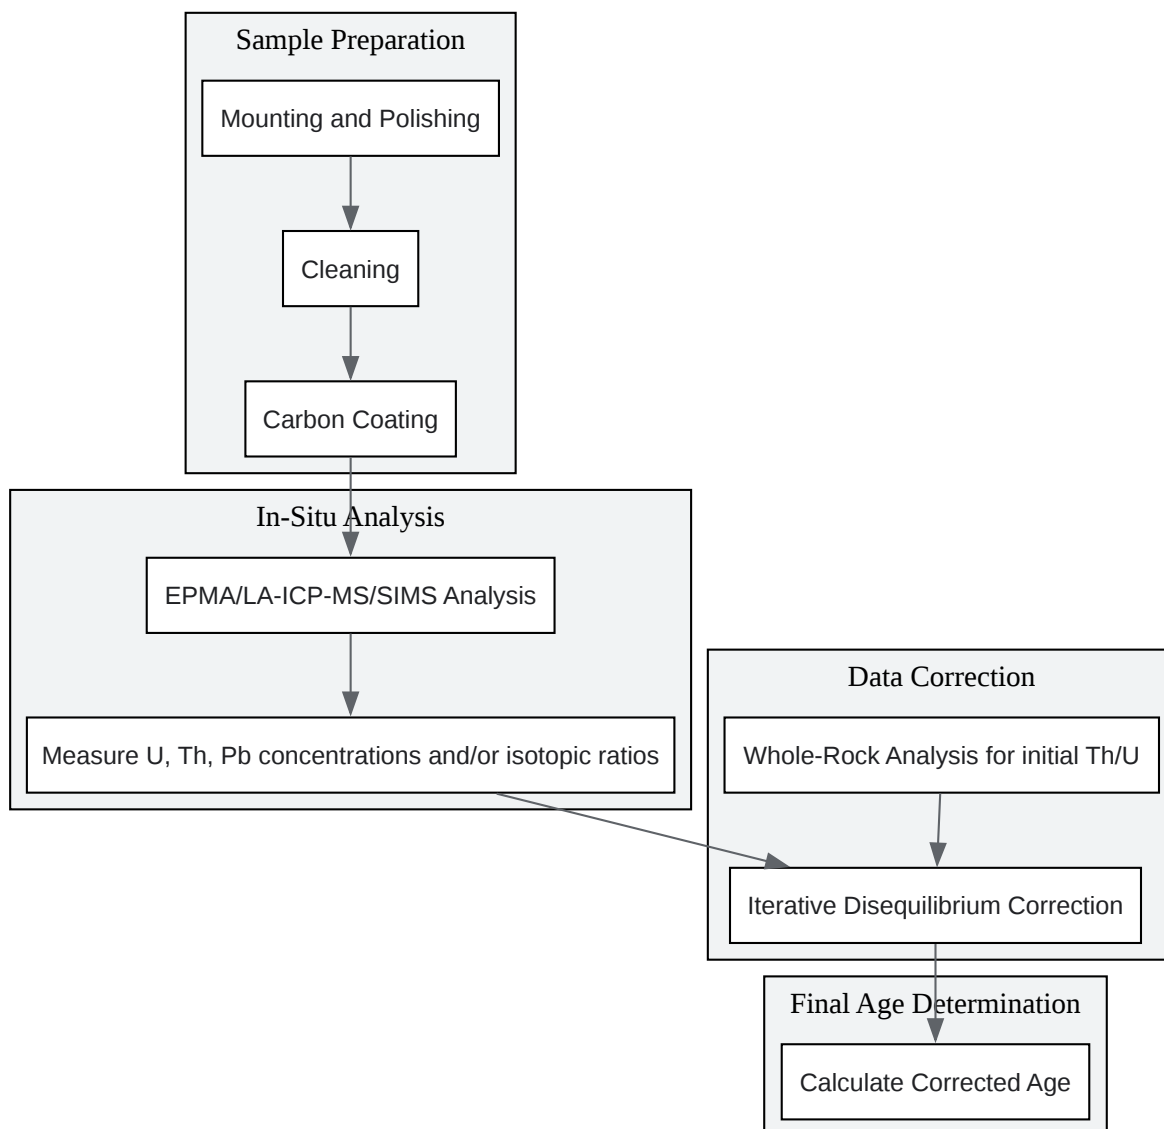 Sample Preparation
Mounting and Polishing
Cleaning
Carbon Coating
In-Situ Analysis
EPMA/LA-ICP-MS/SIMS Analysis
Measure U, Th, Pb concentrations and/or isotopic ratios
Data Correction
Whole-Rock Analysis for initial Th/U
Iterative Disequilibrium Correction
Final Age Determination
Calculate Corrected Age